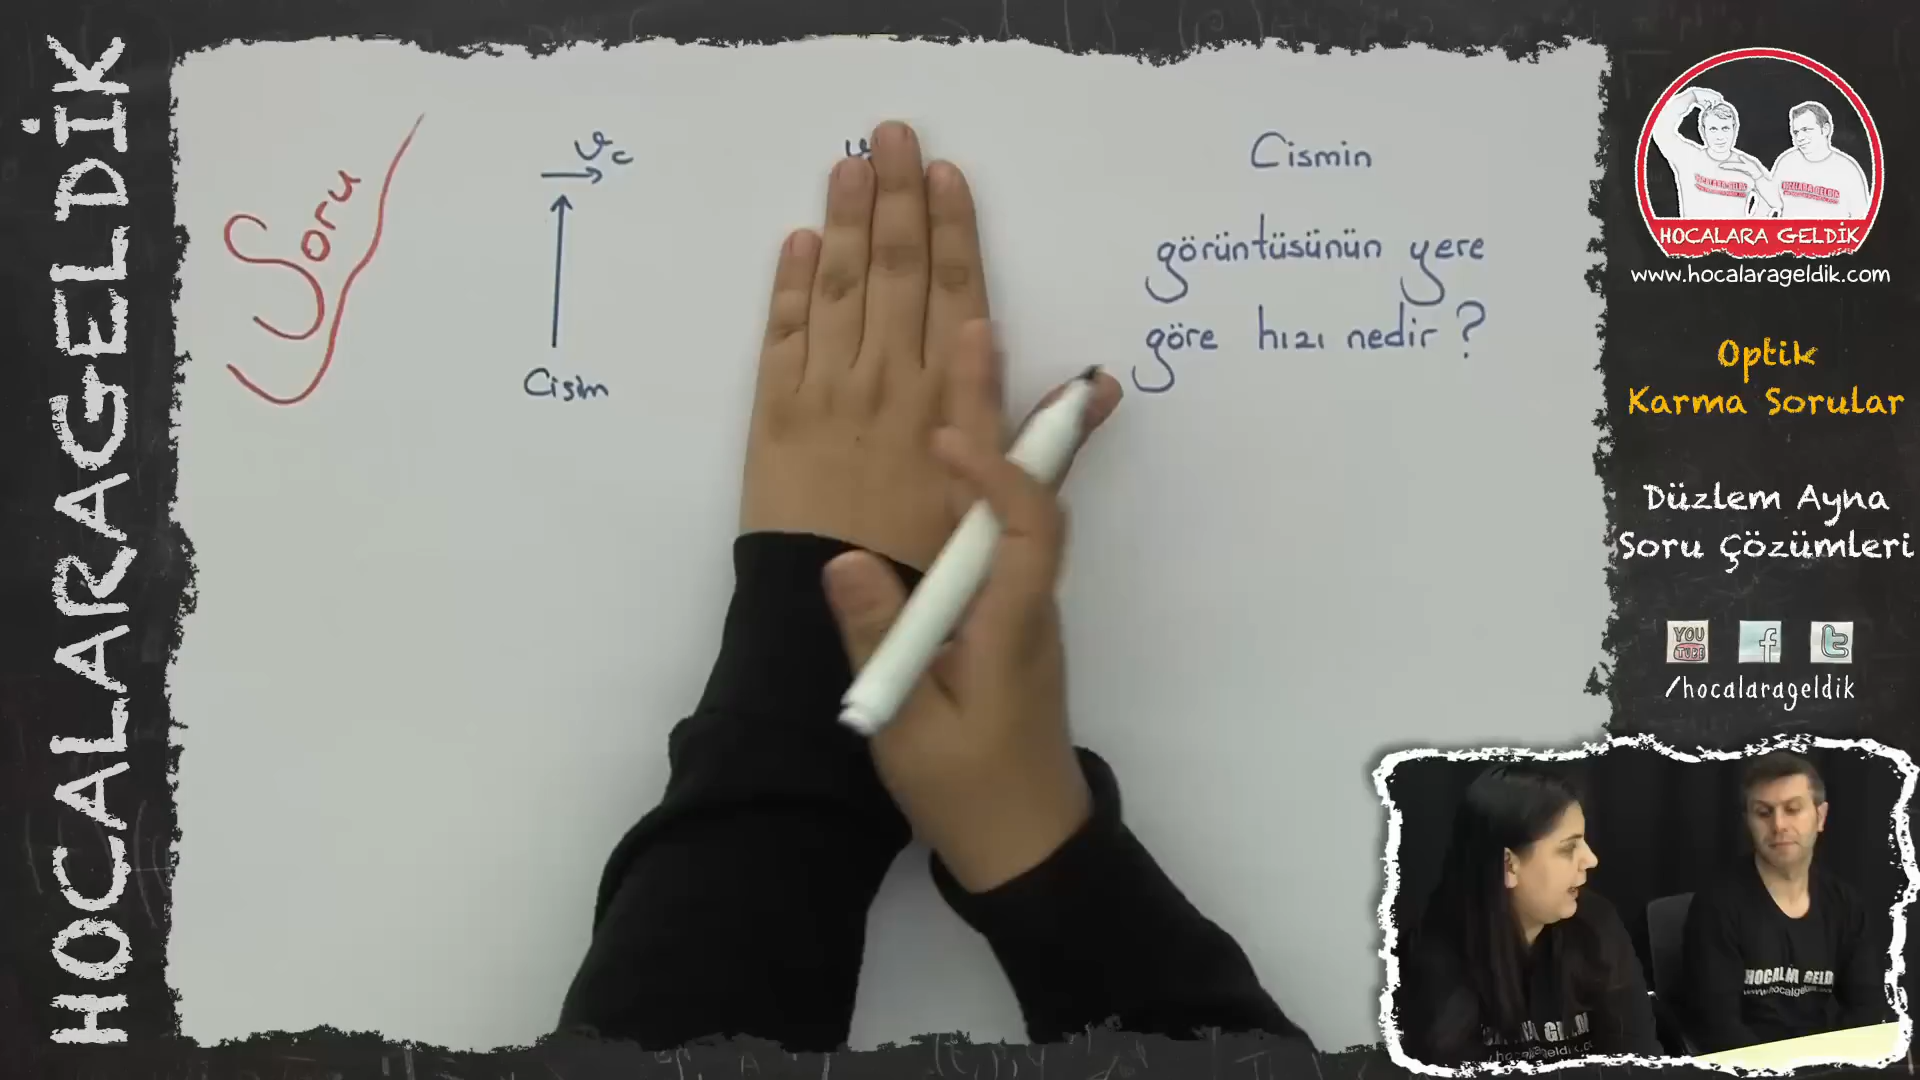 HOCALARAGELDİK
Soru
υc
Cisim
Cismin
görüntüsünün yere
göre hızı nedir?
HOCALARA GELDİK
www.hocalarageldik.com
Optik
Karma Sorular
Düzlem Ayna
Soru Çözümleri
YOU
TUBE
f
t
/hocalarageldik